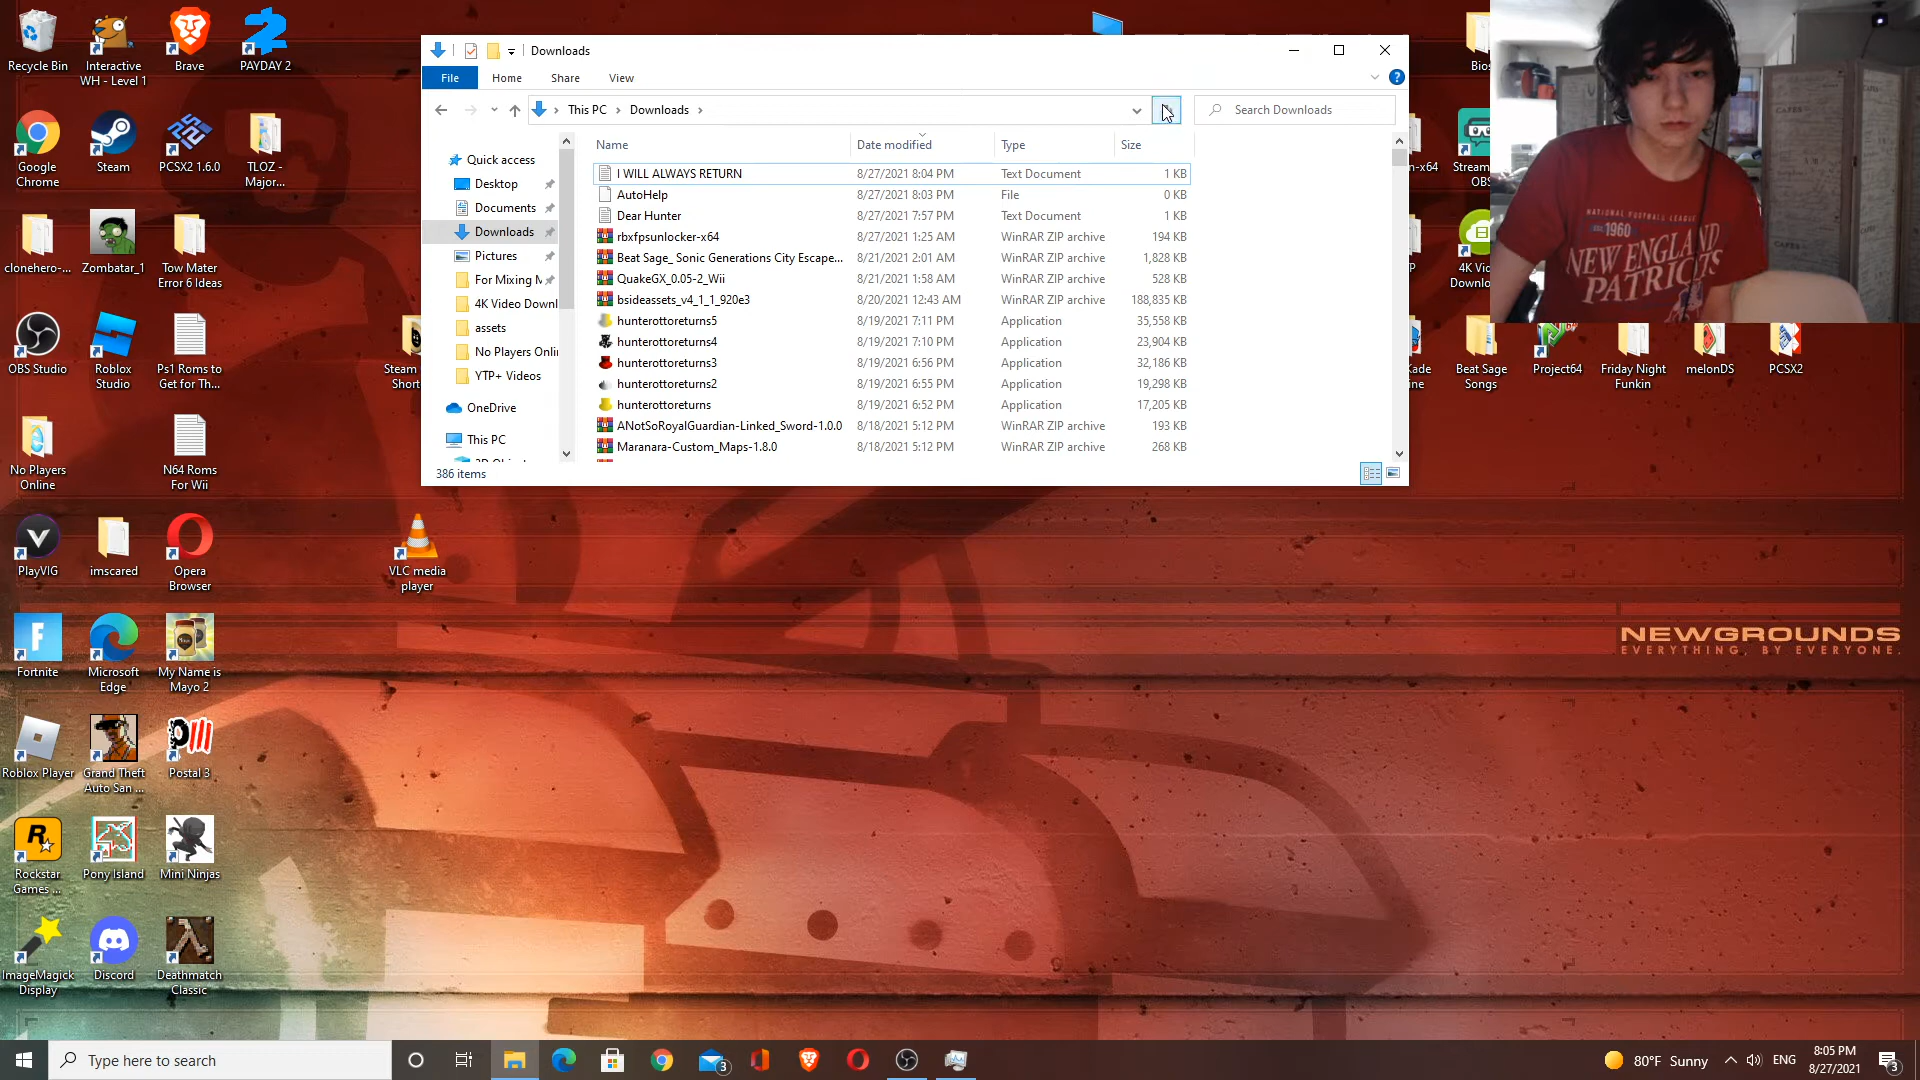 Recycle Bin
Interactive WH - Level 1
Brave
PAYDAY 2
Google Chrome
Steam
PCSX2 1.6.0
TLOZ - Major...
clonehero-...
Zombatar_1
Tow Mater Error 6 Ideas
OBS Studio
Roblox Studio
Ps1 Roms to Get for Th...
No Players Online
N64 Roms For Wii
PlayVIG
imscared
Opera Browser
VLC media player
Fortnite
Microsoft Edge
My Name is Mayo 2
Roblox Player
Grand Theft Auto San ...
Postal 3
Rockstar Games ...
Pony Island
Mini Ninjas
ImageMagick Display
Discord
Deathmatch Classic
Downloads
File
Home
Share
View
This PC
Downloads
Search Downloads
Quick access
Desktop
Documents
Downloads
Pictures
For Mixing
4K Video Downl
assets
No Players Onli
YTP+ Videos
OneDrive
This PC
Name Date modified Type Size
I WILL ALWAYS RETURN 8/27/2021 8:04 PM Text Document 1 KB
AutoHelp 8/27/2021 8:03 PM File 0 KB
Dear Hunter 8/27/2021 7:57 PM Text Document 1 KB
rbxfpsunlocker-x64 8/27/2021 1:25 AM WinRAR ZIP archive 194 KB
Beat Sage_ Sonic Generations City Escape... 8/21/2021 2:01 AM WinRAR ZIP archive 1,828 KB
QuakeGX_0.05-2_Wii 8/21/2021 1:58 AM WinRAR ZIP archive 528 KB
bsideassets_v4_1_1_920e3 8/20/2021 12:43 AM WinRAR ZIP archive 188,835 KB
hunterottoreturns5 8/19/2021 7:11 PM Application 35,558 KB
hunterottoreturns4 8/19/2021 7:10 PM Application 23,904 KB
hunterottoreturns3 8/19/2021 6:56 PM Application 32,186 KB
hunterottoreturns2 8/19/2021 6:55 PM Application 19,298 KB
hunterottoreturns 8/19/2021 6:52 PM Application 17,205 KB
ANotSoRoyalGuardian-Linked_Sword-1.0.0 8/18/2021 5:12 PM WinRAR ZIP archive 193 KB
Maranara-Custom_Maps-1.8.0 8/18/2021 5:12 PM WinRAR ZIP archive 268 KB
386 items
Steam
Short
Bios
n-x64
Stream
OBS
4K Vid
Downlo
Beat Sage Songs
Project64
Friday Night Funkin
melonDS
PCSX2
NATIONAL FOOTBALL LEAGUE
EST. 1960
NEW ENGLAND
PATRIOTS
NEWGROUNDS
EVERYTHING, BY EVERYONE.
Type here to search
3
80°F Sunny
ENG
8:05 PM
8/27/2021
3